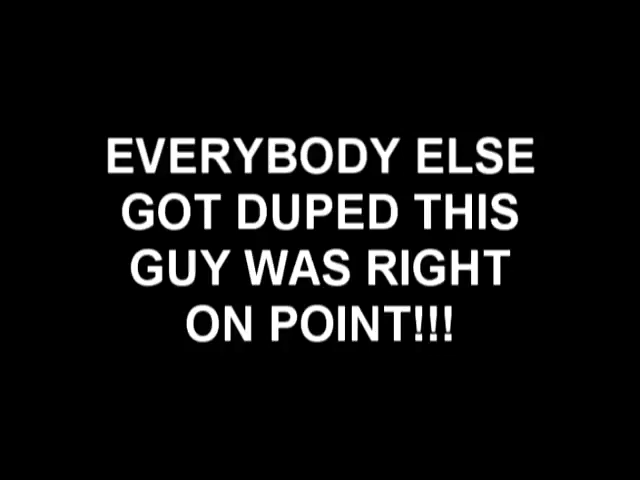 EVERYBODY ELSE
GOT DUPED THIS
GUY WAS RIGHT
ON POINT!!!